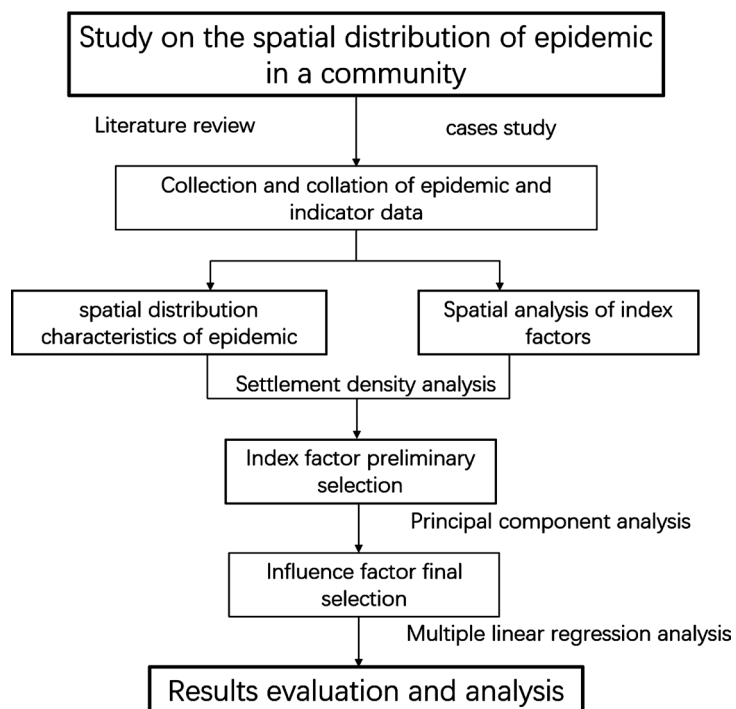 Study on the spatial distribution of epidemic
in a community
Literature review
cases study
Collection and collation of epidemic and
indicator data
spatial distribution
characteristics of epidemic
Spatial analysis of index
factors
Settlement density analysis
Index factor preliminary
selection
Principal component analysis
Influence factor final
selection
Multiple linear regression analysis
Results evaluation and analysis